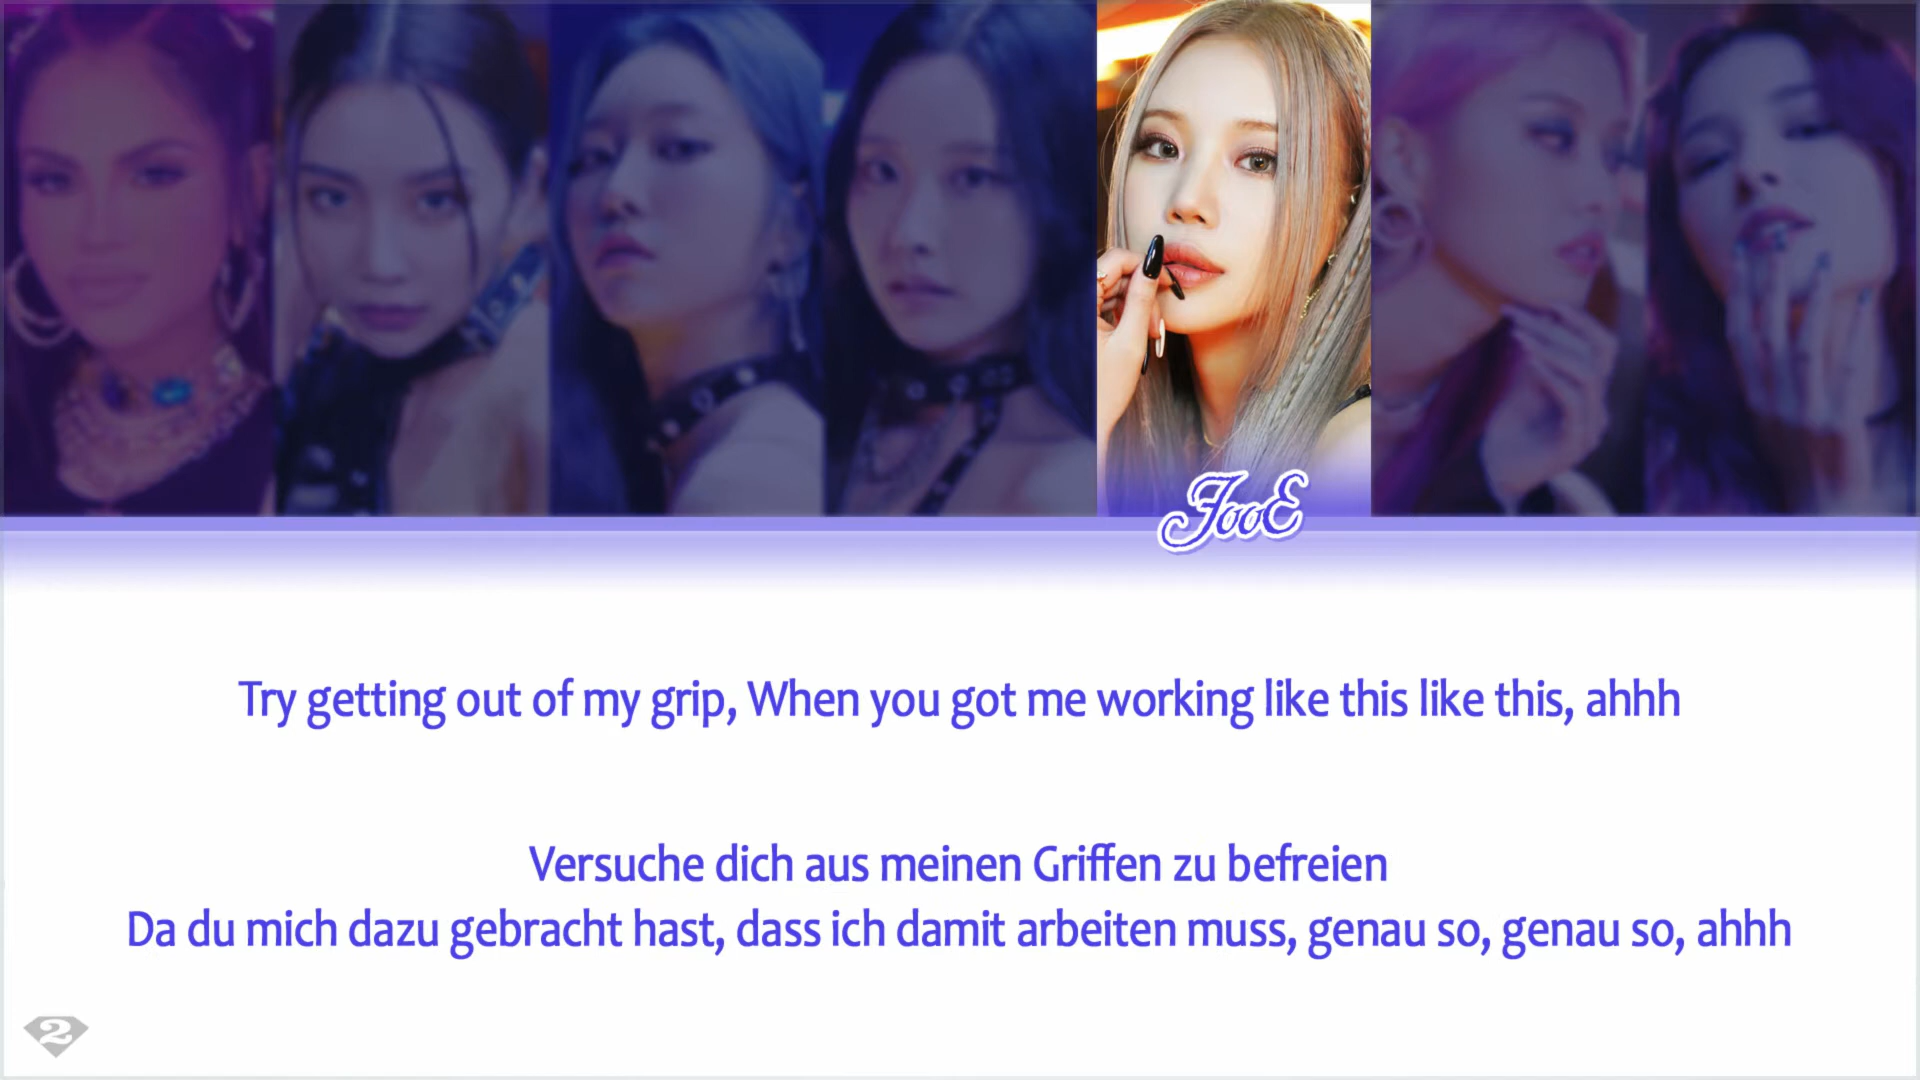 JooE
Try getting out of my grip, When you got me working like this like this, ahhh
Versuche dich aus meinen Griffen zu befreien
Da du mich dazu gebracht hast, dass ich damit arbeiten muss, genau so, genau so, ahhh
2